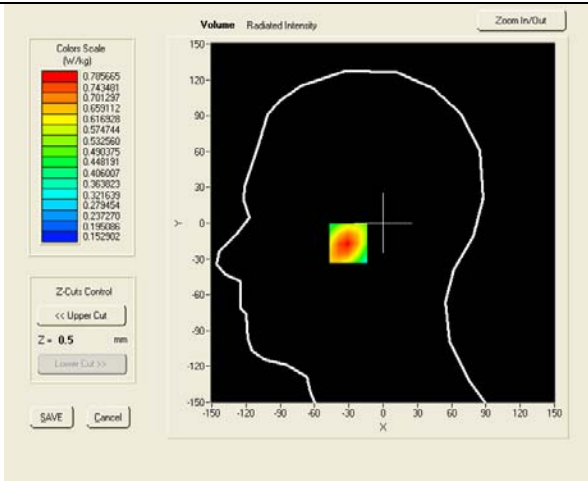 Volume Radiated Intensity
Zoom In/Out
Colors Scale
(W/kg)
0.785665
0.743481
0.701297
0.659112
0.616928
0.574744
0.532560
0.490375
0.448191
0.406007
0.363823
0.321639
0.279454
0.237270
0.195086
0.152902
Z-Cuts Control
<< Upper Cut
Z = 0.5 mm
Lower Cut >>
SAVE Cancel
150
120
90
60
30
0
-30
-60
-90
-120
-150
Y
-150 -120 -90 -60 -30 0 30 60 90 120 150
X